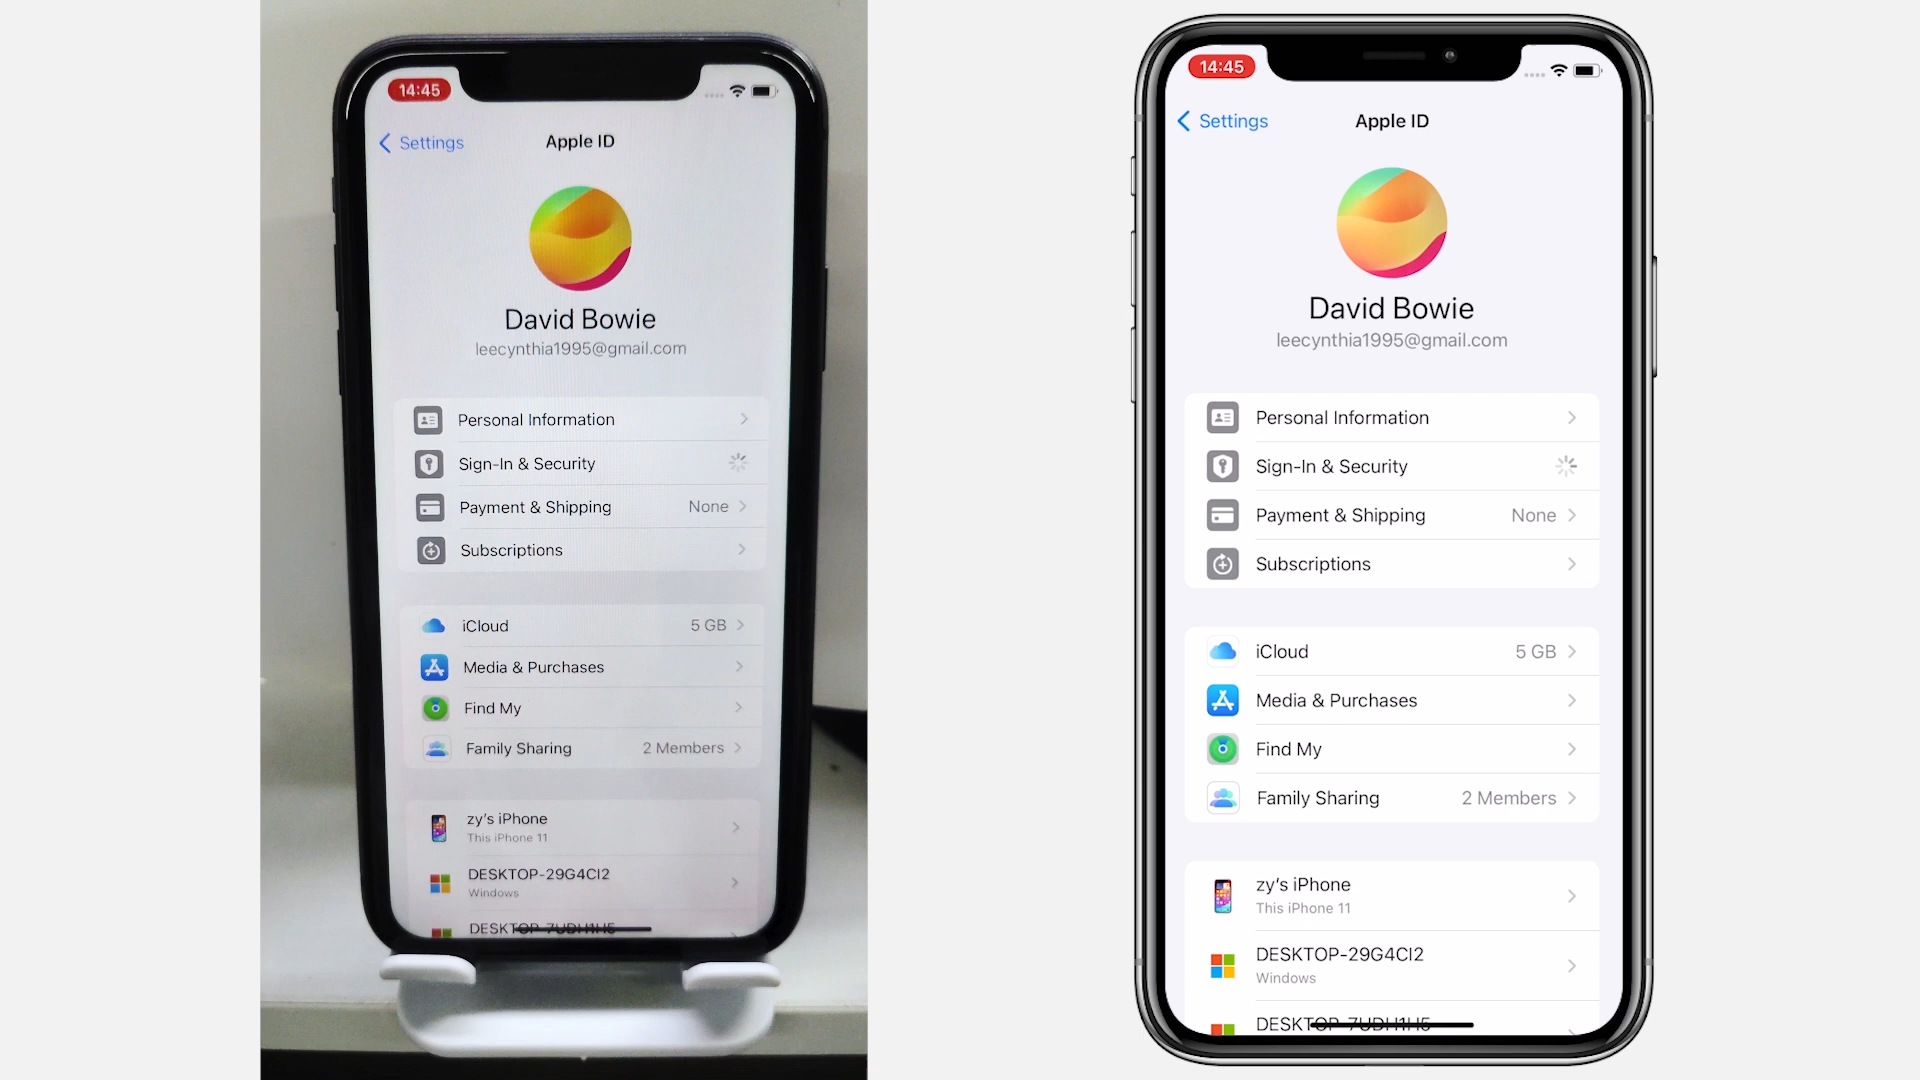 14:45
Settings
Apple ID
David Bowie
leecynthia1995@gmail.com
Personal Information
Sign-In & Security
Payment & Shipping None
Subscriptions
iCloud 5 GB
Media & Purchases
Find My
Family Sharing 2 Members
zy's iPhone
This iPhone 11
DESKTOP-29G4CI2
Windows
DESKTOP-7UDH1H5
14:45
Settings
Apple ID
David Bowie
leecynthia1995@gmail.com
Personal Information
Sign-In & Security
Payment & Shipping None
Subscriptions
iCloud 5 GB
Media & Purchases
Find My
Family Sharing 2 Members
zy's iPhone
This iPhone 11
DESKTOP-29G4CI2
Windows
DESKTOP-7UDH1H5